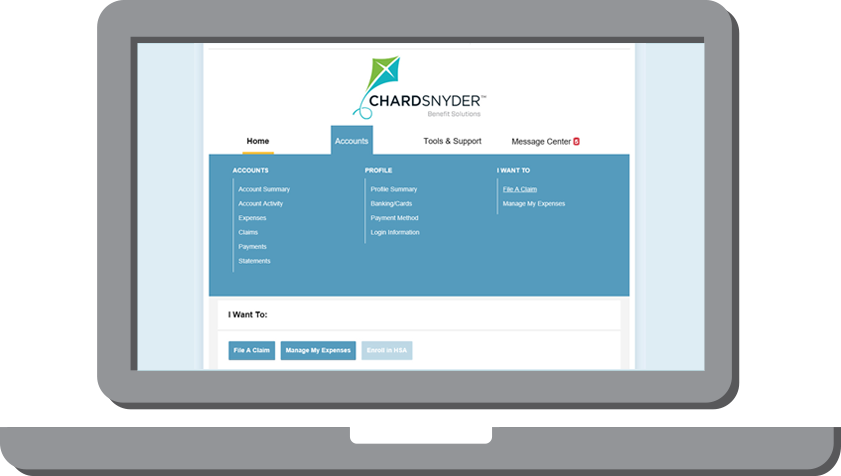 CHARDSNYDER™
Benefit Solutions
Home Accounts Tools & Support Message Center 5
ACCOUNTS PROFILE I WANT TO
Account Summary Profile Summary File A Claim
Account Activity Banking/Cards Manage My Expenses
Expenses Payment Method
Claims Login Information
Payments
Statements
I Want To:
File A Claim Manage My Expenses Enroll in HSA